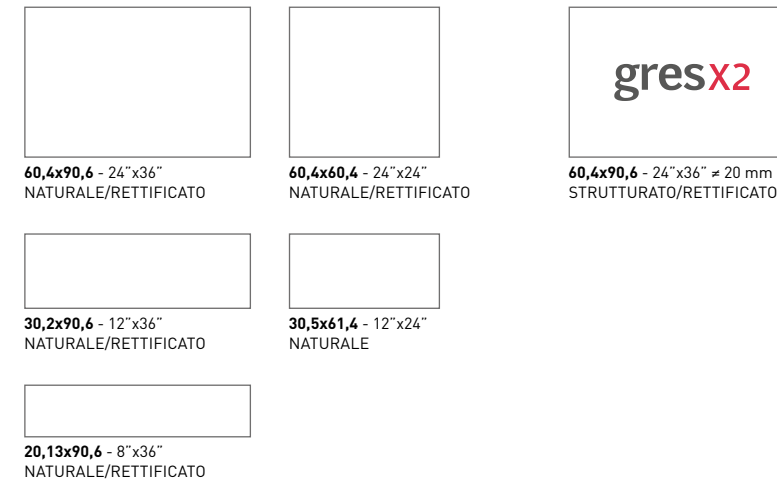 60,4x90,6 - 24"x36"
NATURALE/RETTIFICATO
60,4x60,4 - 24"x24"
NATURALE/RETTIFICATO
gresx2
60,4x90,6 - 24"x36" ≠ 20 mm
STRUTTURATO/RETTIFICATO
30,2x90,6 - 12"x36"
NATURALE/RETTIFICATO
30,5x61,4 - 12"x24"
NATURALE
20,13x90,6 - 8"x36"
NATURALE/RETTIFICATO